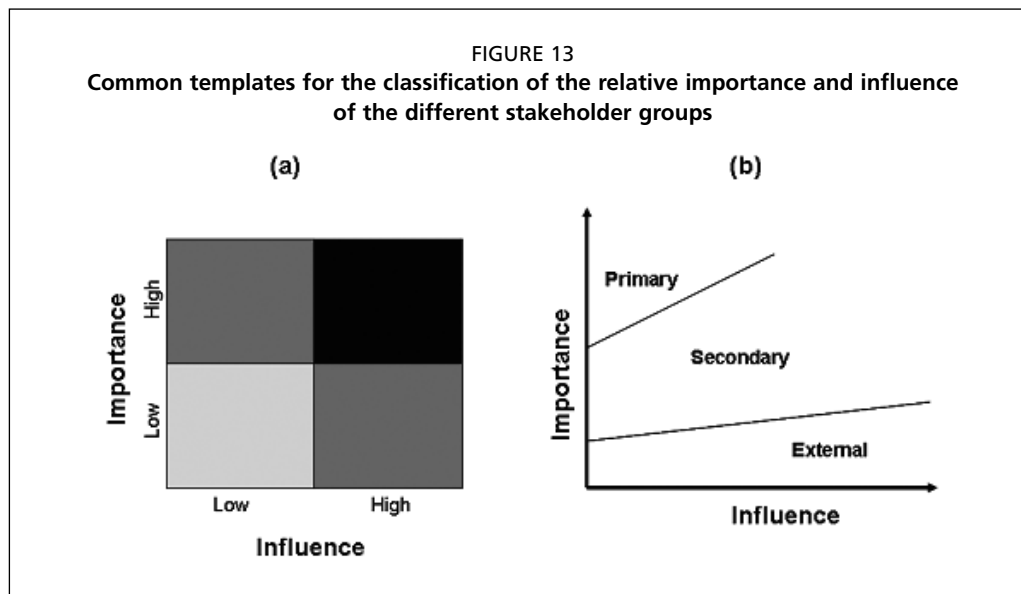 FIGURE 13
Common templates for the classification of the relative importance and influence
of the different stakeholder groups
(a)
Importance
High
Low
Low
High
Influence
(b)
Importance
Primary
Secondary
External
Influence